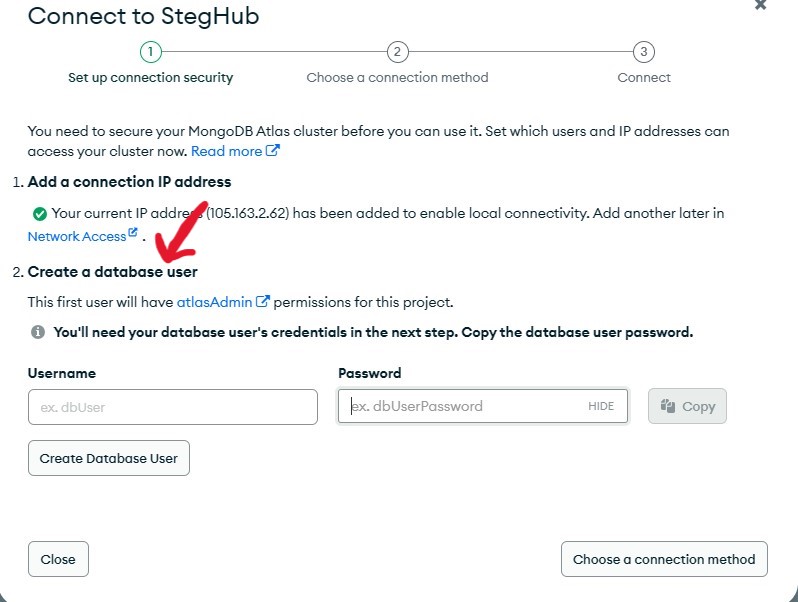 Connect to StegHub
1
2
3
Set up connection security
Choose a connection method
Connect
You need to secure your MongoDB Atlas cluster before you can use it. Set which users and IP addresses can
access your cluster now. Read more
1. Add a connection IP address
Your current IP address (105.163.2.62) has been added to enable local connectivity. Add another later in
Network Access .
2. Create a database user
This first user will have atlasAdmin permissions for this project.
You'll need your database user's credentials in the next step. Copy the database user password.
Username
Password
ex. dbUser
ex. dbUserPassword
HIDE
Copy
Create Database User
Close
Choose a connection method